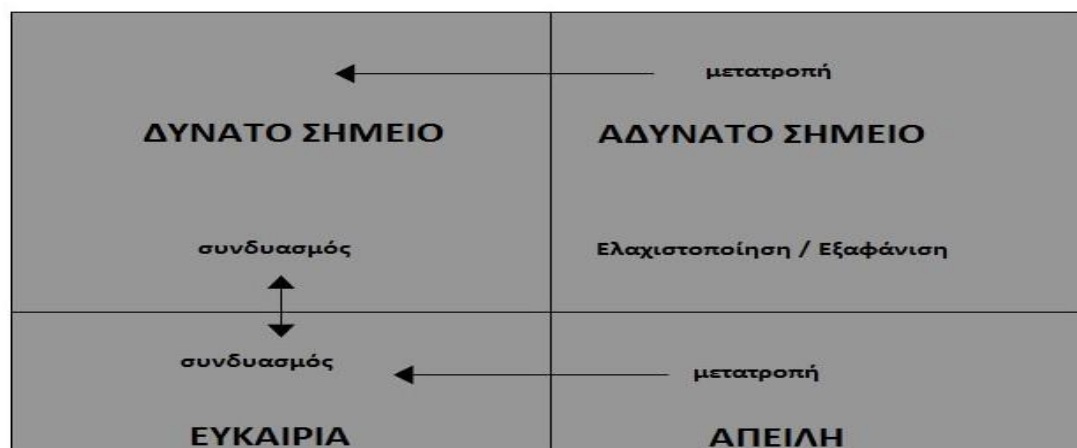 μετατροπή
ΔΥΝΑΤΟ ΣΗΜΕΙΟ
ΑΔΥΝΑΤΟ ΣΗΜΕΙΟ
συνδυασμός
Ελαχιστοποίηση / Εξαφάνιση
συνδυασμός
μετατροπή
ΕΥΚΑΙΡΙΑ
ΑΠΕΙΛΗ